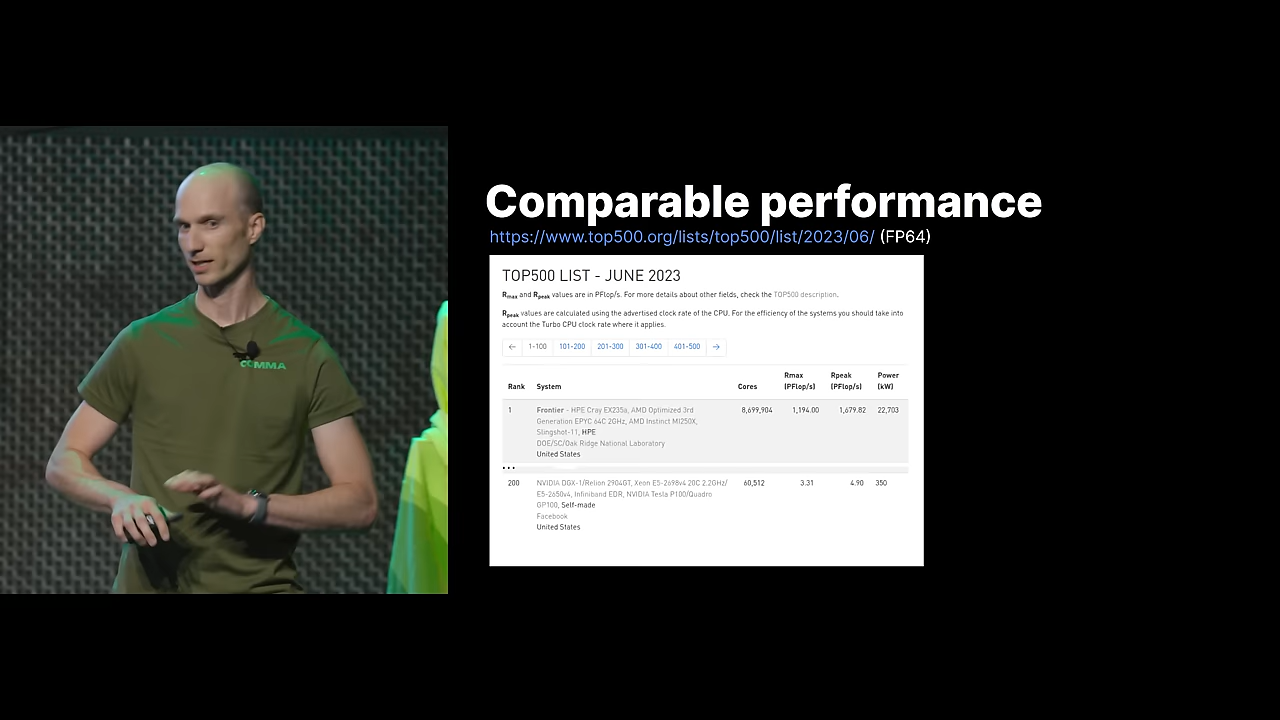 COMMA
Comparable performance
https://www.top500.org/lists/top500/list/2023/06/ (FP64)
TOP500 LIST - JUNE 2023
Rmax and Rpeak values are in PFlop/s. For more details about other fields, check the TOP500 description.
Rpeak values are calculated using the advertised clock rate of the CPU. For the efficiency of the systems you should take into
account the Turbo CPU clock rate where it applies.
← 1-100 101-200 201-300 301-400 401-500 →
Rank System Cores Rmax (PFlop/s) Rpeak (PFlop/s) Power (kW)
1 Frontier - HPE Cray EX235a, AMD Optimized 3rd 8,699,904 1,194.00 1,679.82 22,703
Generation EPYC 64C 2GHz, AMD Instinct MI250X,
Slingshot-11, HPE
DOE/SC/Oak Ridge National Laboratory
United States
...
200 NVIDIA DGX-1/Relion 2904GT, Xeon E5-2698v4 20C 2.2GHz/ 60,512 3.31 4.90 350
E5-2650v4, Infiniband EDR, NVIDIA Tesla P100/Quadro
GP100, Self-made
Facebook
United States